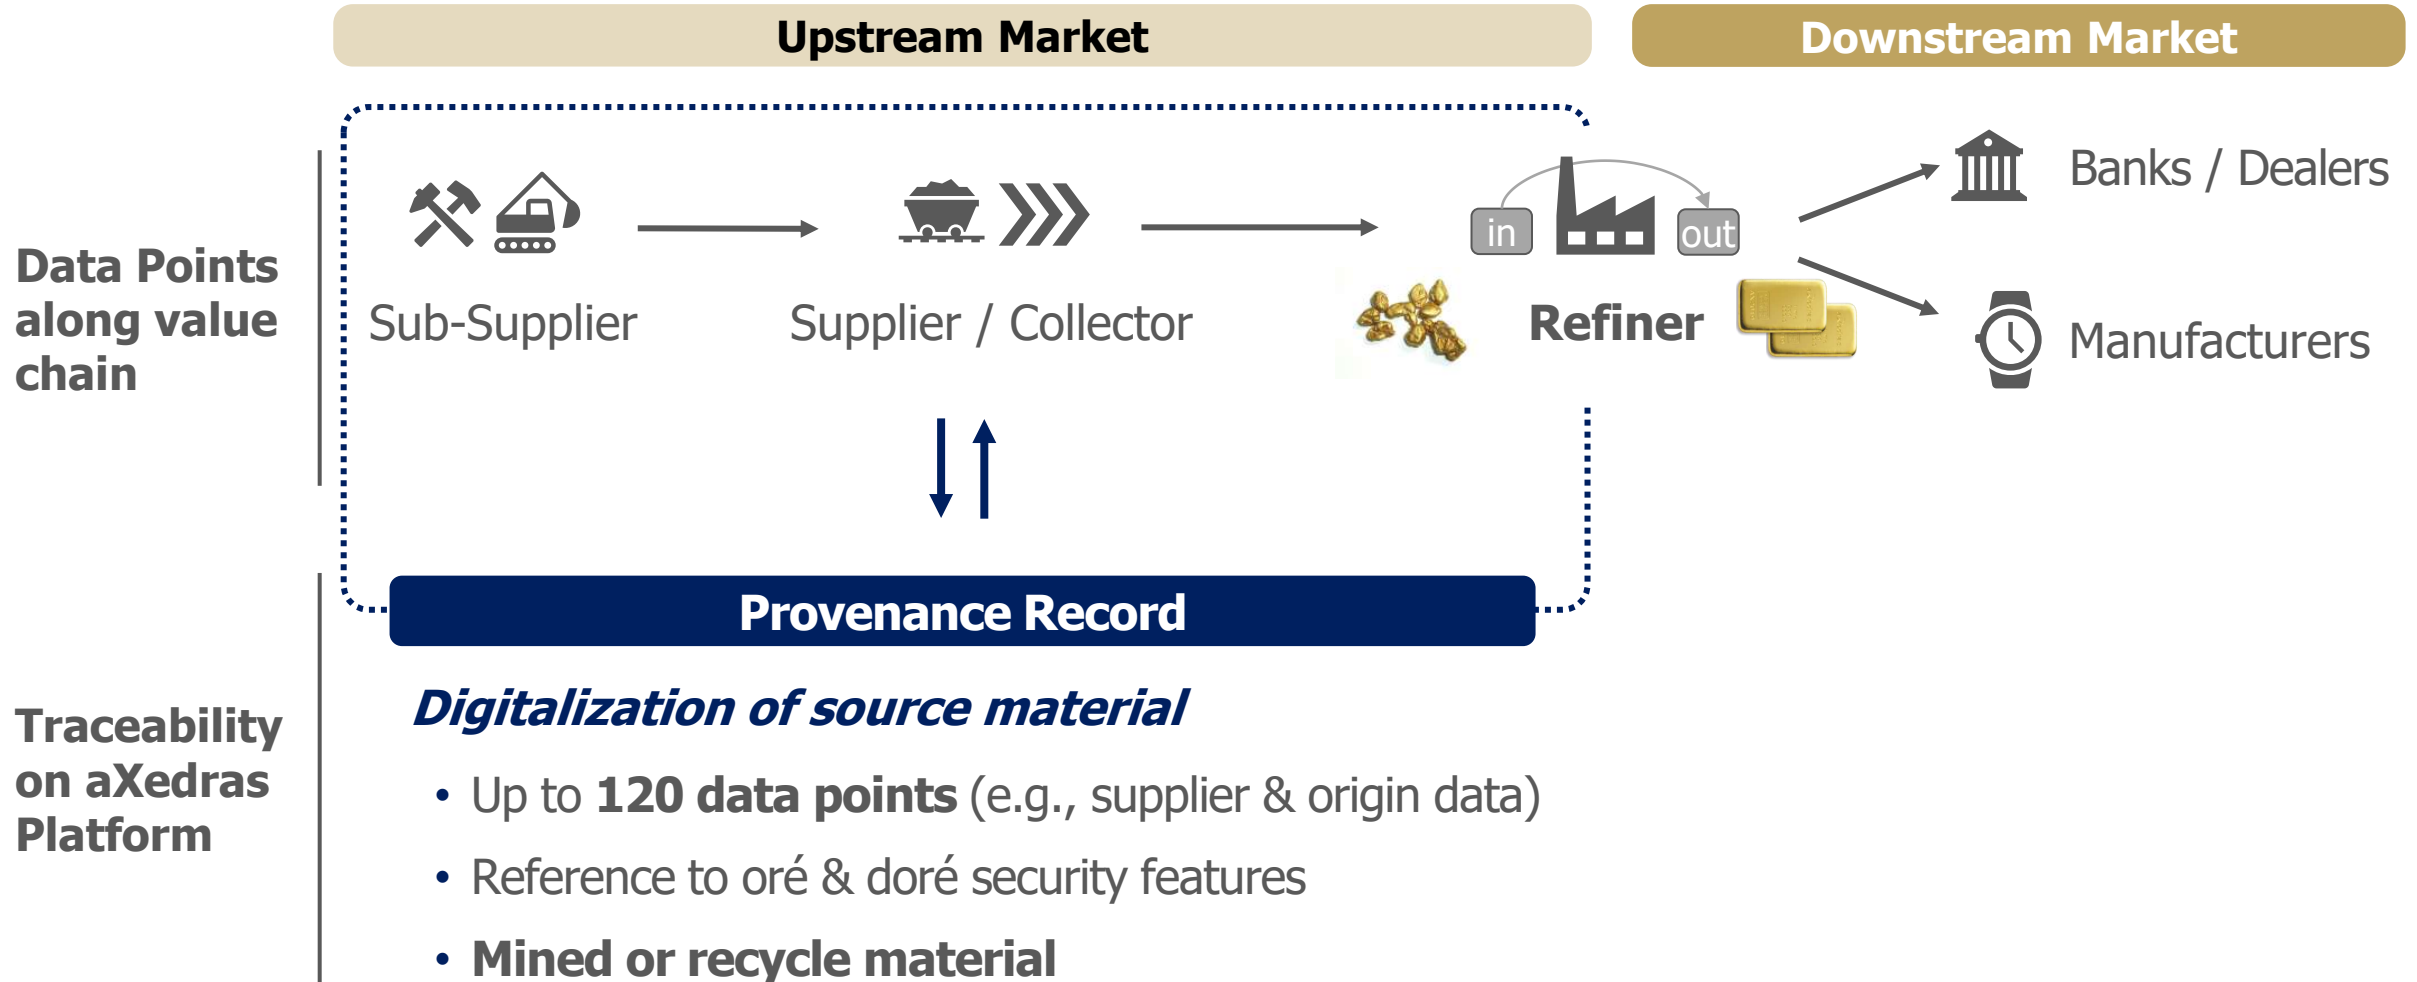 Upstream Market
Downstream Market
Data Points
along value
chain
Sub-Supplier
Supplier / Collector
in
out
Refiner
Banks / Dealers
Manufacturers
Provenance Record
Traceability
on aXedras
Platform
Digitalization of source material
• Up to 120 data points (e.g., supplier & origin data)
• Reference to oré & doré security features
• Mined or recycle material